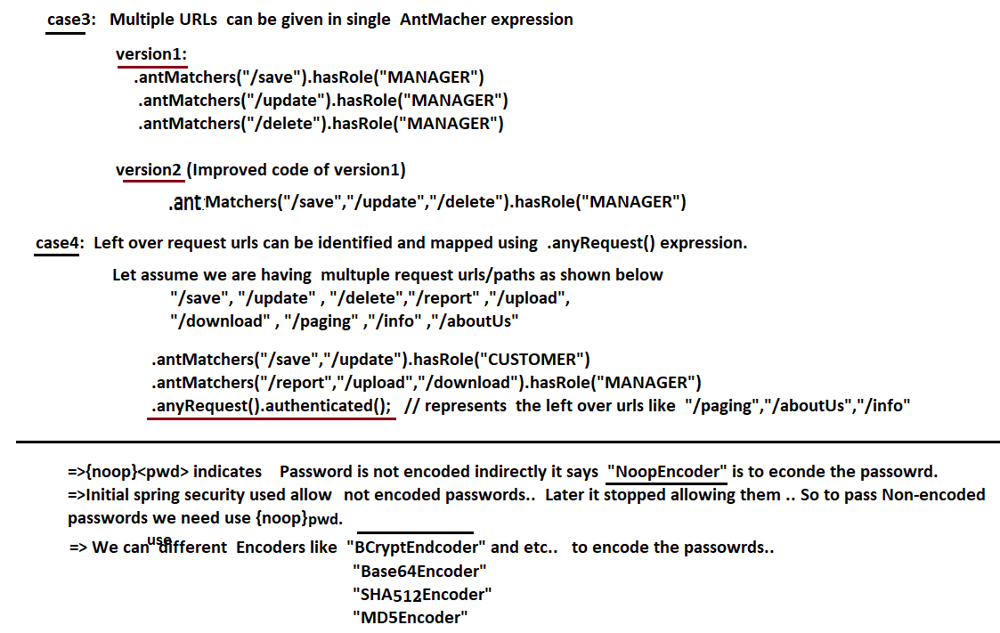 case3: Multiple URLs can be given in single AntMacher expression
version1:
.antMatchers("/save").hasRole("MANAGER")
.antMatchers("/update").hasRole("MANAGER")
.antMatchers("/delete").hasRole("MANAGER")
version2 (Improved code of version1)
.ant Matchers("/save","/update","/delete").hasRole("MANAGER")
case4: Left over request urls can be identified and mapped using .anyRequest() expression.
Let assume we are having multuple request urls/paths as shown below
"/save", "/update" , "/delete","/report" ,"/upload",
"/download" , "/paging" ,"/info" ,"/aboutUs"
.antMatchers("/save","/update").hasRole("CUSTOMER")
.antMatchers("/report","/upload","/download").hasRole("MANAGER")
.anyRequest().authenticated(); // represents the left over urls like "/paging","/aboutUs","/info"
=>{noop}<pwd> indicates Password is not encoded indirectly it says "NoopEncoder" is to econde the passowrd.
=>Initial spring security used allow not encoded passwords.. Later it stopped allowing them .. So to pass Non-encoded
passwords we need use {noop}pwd.
use
=> We can different Encoders like "BCryptEndcoder" and etc.. to encode the passowrds..
"Base64Encoder"
"SHA512Encoder"
"MD5Encoder"